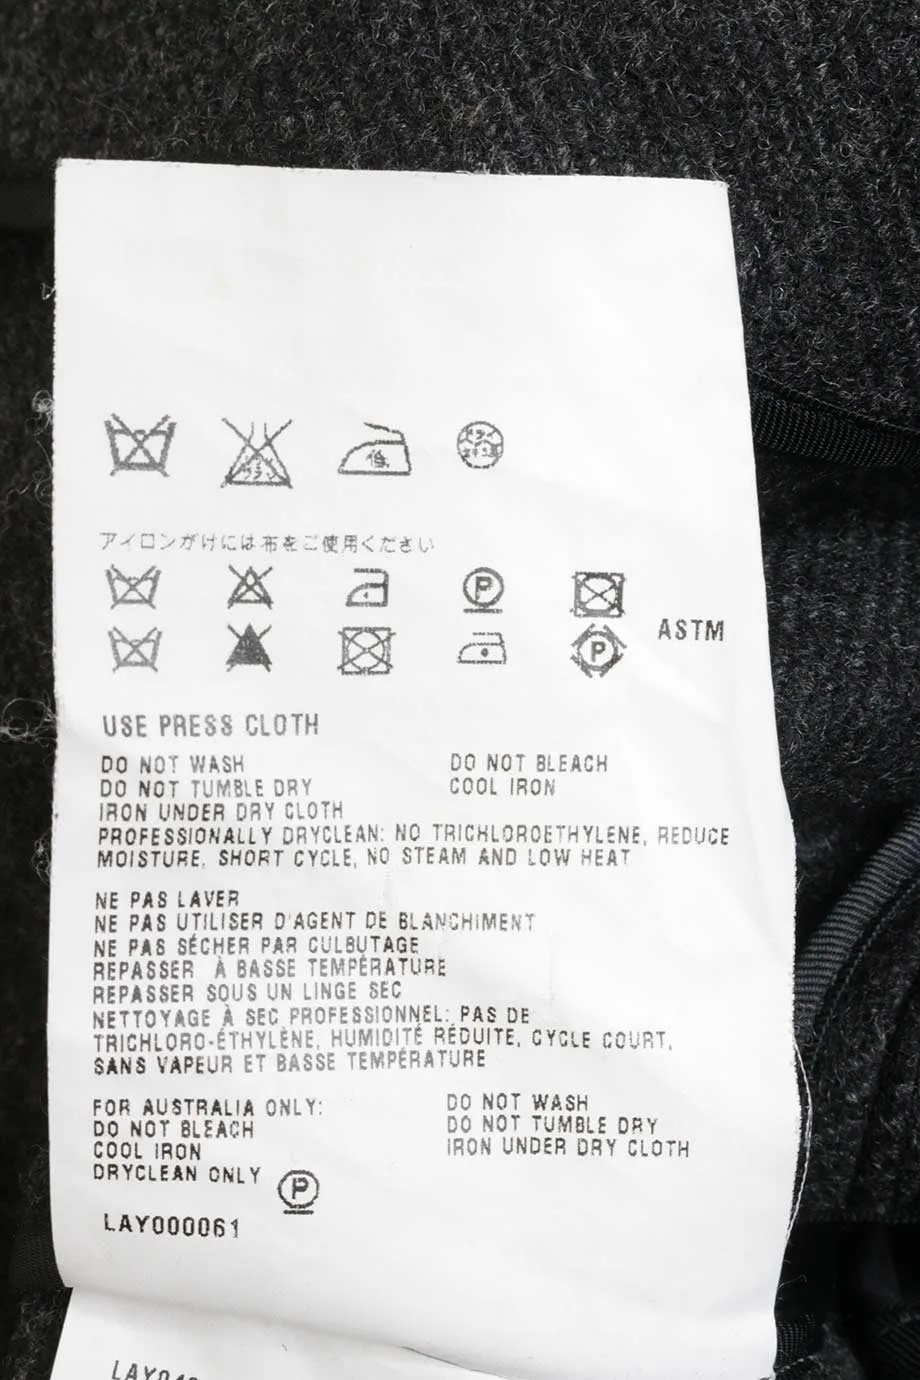 低
ドライ
アイロンがけには布をご使用ください
P
ASTM
P
USE PRESS CLOTH
DO NOT WASH DO NOT BLEACH
DO NOT TUMBLE DRY COOL IRON
IRON UNDER DRY CLOTH
PROFESSIONALLY DRYCLEAN: NO TRICHLOROETHYLENE, REDUCE
MOISTURE, SHORT CYCLE, NO STEAM AND LOW HEAT
NE PAS LAVER
NE PAS UTILISER D'AGENT DE BLANCHIMENT
NE PAS SÉCHER PAR CULBUTAGE
REPASSER À BASSE TEMPÉRATURE
REPASSER SOUS UN LINGE SEC
NETTOYAGE À SEC PROFESSIONNEL: PAS DE
TRICHLORO-ÉTHYLÈNE, HUMIDITÉ RÉDUITE, CYCLE COURT,
SANS VAPEUR ET BASSE TEMPÉRATURE
FOR AUSTRALIA ONLY: DO NOT WASH
DO NOT BLEACH DO NOT TUMBLE DRY
COOL IRON IRON UNDER DRY CLOTH
DRYCLEAN ONLY P
LAY000061